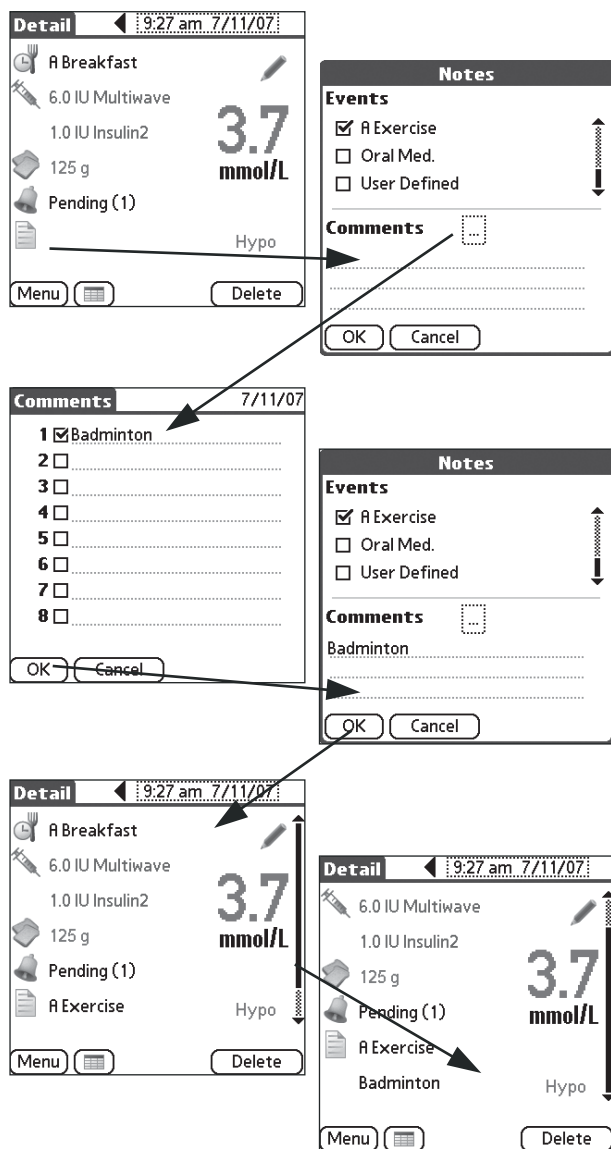 Detail 9:27 am 7/11/07
A Breakfast
6.0 IU Multiwave
1.0 IU Insulin2
3.7
125 g
mmol/L
Pending (1)
Hypo
Menu Delete
Notes
Events
A Exercise
Oral Med.
User Defined
Comments ...
OK Cancel
Comments 7/11/07
1 Badminton
2
3
4
5
6
7
8
OK Cancel
Notes
Events
A Exercise
Oral Med.
User Defined
Comments ...
Badminton
OK Cancel
Detail 9:27 am 7/11/07
A Breakfast
6.0 IU Multiwave
1.0 IU Insulin2
3.7
125 g
mmol/L
Pending (1)
A Exercise Hypo
Menu Delete
Detail 9:27 am 7/11/07
6.0 IU Multiwave
1.0 IU Insulin2
3.7
125 g
Pending (1) mmol/L
A Exercise
Badminton Hypo
Menu Delete